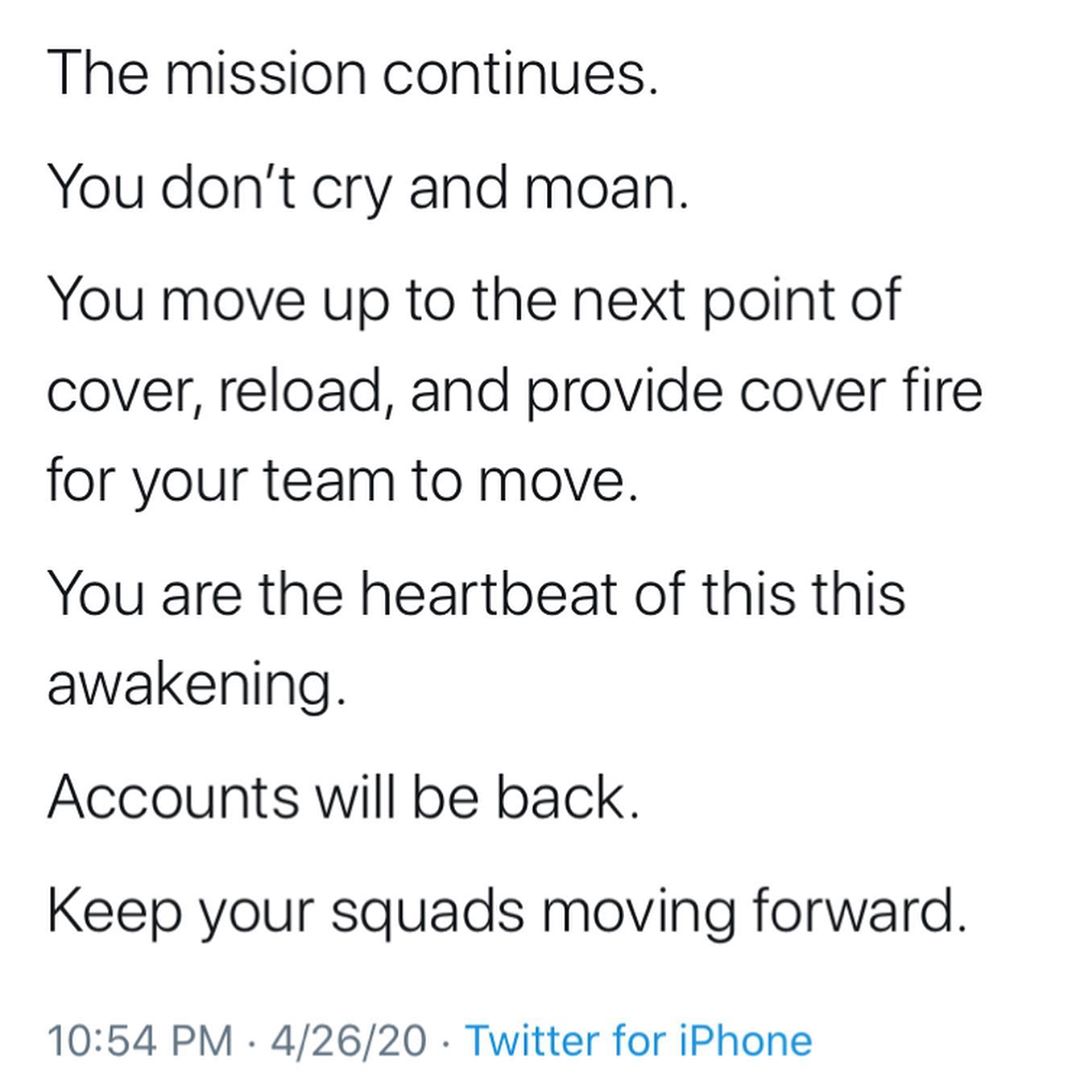 The mission continues.
You don’t cry and moan.
You move up to the next point of
cover, reload, and provide cover fire
for your team to move.
You are the heartbeat of this this
awakening.
Accounts will be back.
Keep your squads moving forward.
10:54 PM · 4/26/20 · Twitter for iPhone